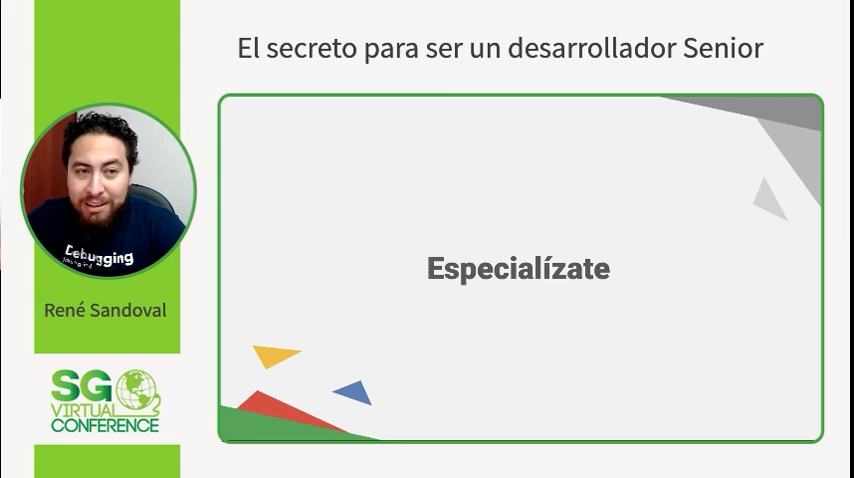 El secreto para ser un desarrollador Senior
Debugging
Especialízate
René Sandoval
SG
VIRTUAL
CONFERENCE